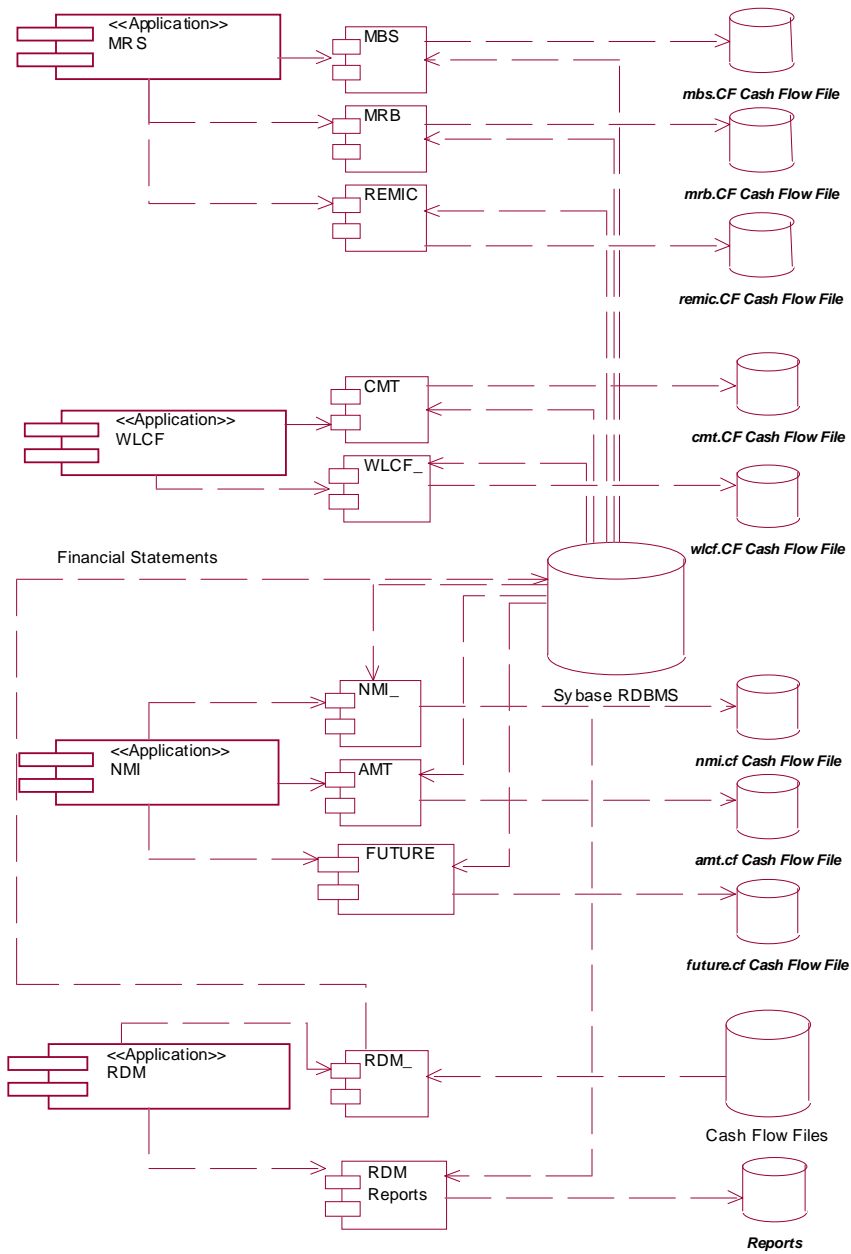 <<Application>>
MRS
MBS
mbs.CF Cash Flow File
MRB
mrb.CF Cash Flow File
REMIC
remic.CF Cash Flow File
<<Application>>
WLCF
CMT
cmt.CF Cash Flow File
WLCF_
wlcf.CF Cash Flow File
Financial Statements
Sybase RDBMS
<<Application>>
NMI
NMI_
nmi.cf Cash Flow File
AMT
amt.cf Cash Flow File
FUTURE
future.cf Cash Flow File
<<Application>>
RDM
RDM_
Cash Flow Files
RDM
Reports
Reports